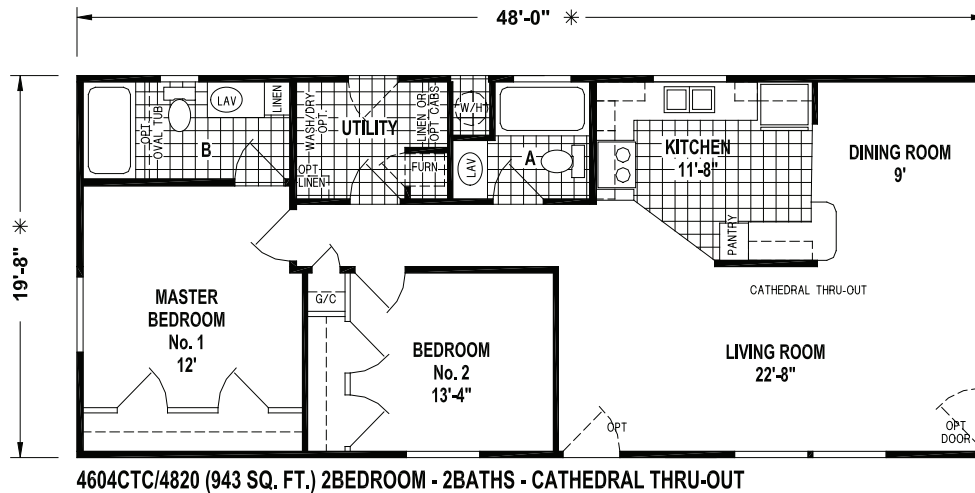 48'-0" ✳
19'-8" ✳
OPT.
OVAL TUB
LAV
LINEN
B
WASH/DRY
OPT.
UTILITY
LINEN OR
OPT CABS
OPT
LINEN
FURN
W/H
LAV
A
KITCHEN
11'-8"
PANTRY
DINING ROOM
9'
CATHEDRAL THRU-OUT
MASTER
BEDROOM
No. 1
12'
G/C
BEDROOM
No. 2
13'-4"
LIVING ROOM
22'-8"
OPT
OPT
DOOR
4604CTC/4820 (943 SQ. FT.) 2BEDROOM - 2BATHS - CATHEDRAL THRU-OUT